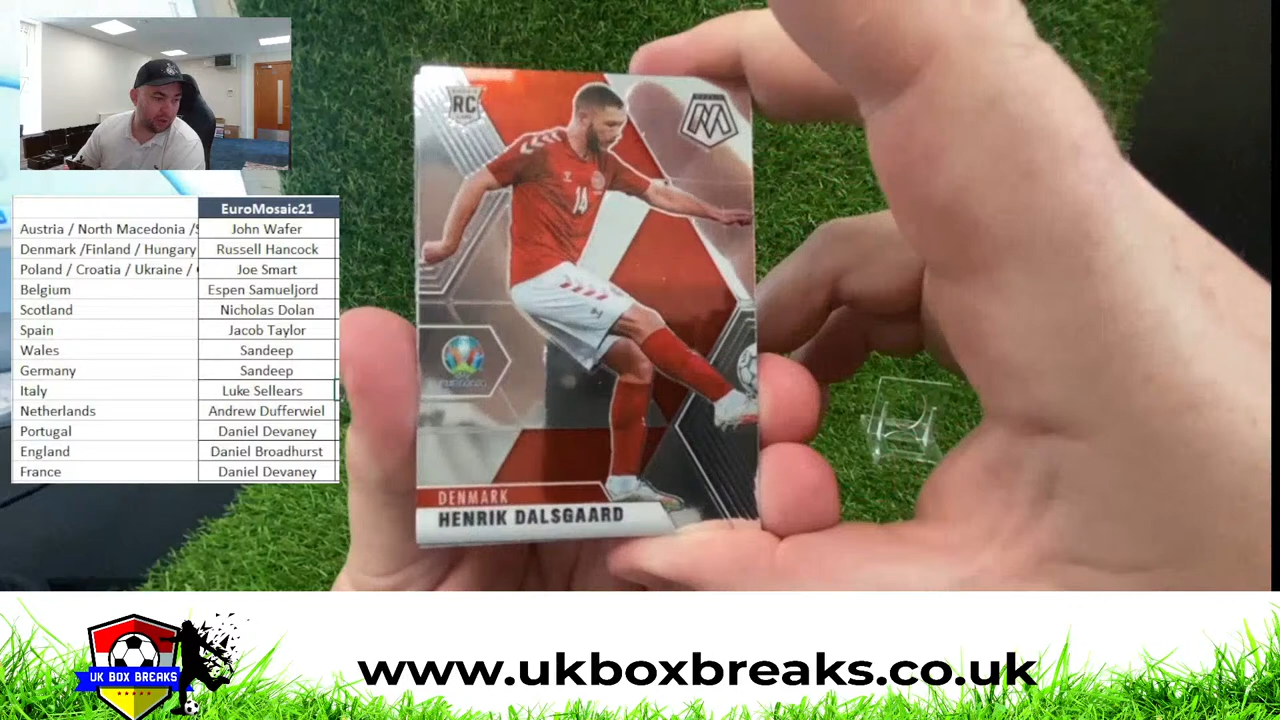 EuroMosaic21
Austria / North Macedonia / John Wafer
Denmark /Finland / Hungary Russell Hancock
Poland / Croatia / Ukraine / Joe Smart
Belgium Espen Samueljord
Scotland Nicholas Dolan
Spain Jacob Taylor
Wales Sandeep
Germany Sandeep
Italy Luke Sellears
Netherlands Andrew Dufferwiel
Portugal Daniel Devaney
England Daniel Broadhurst
France Daniel Devaney
RC
M
14
DENMARK
HENRIK DALSGAARD
UK BOX BREAKS
www.ukboxbreaks.co.uk